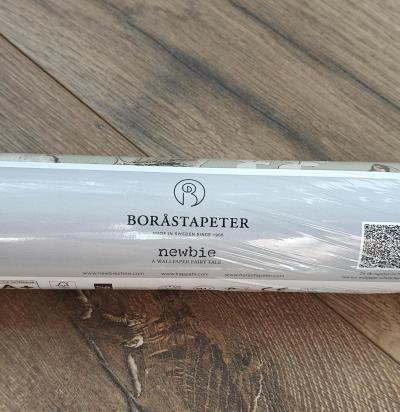 BORÅSTAPETER
MADE IN SWEDEN SINCE 1905
newbie
A WALLPAPER FAIRY TALE
www.newbiestore.com www.kappahl.com www.borastapeter.com
A+